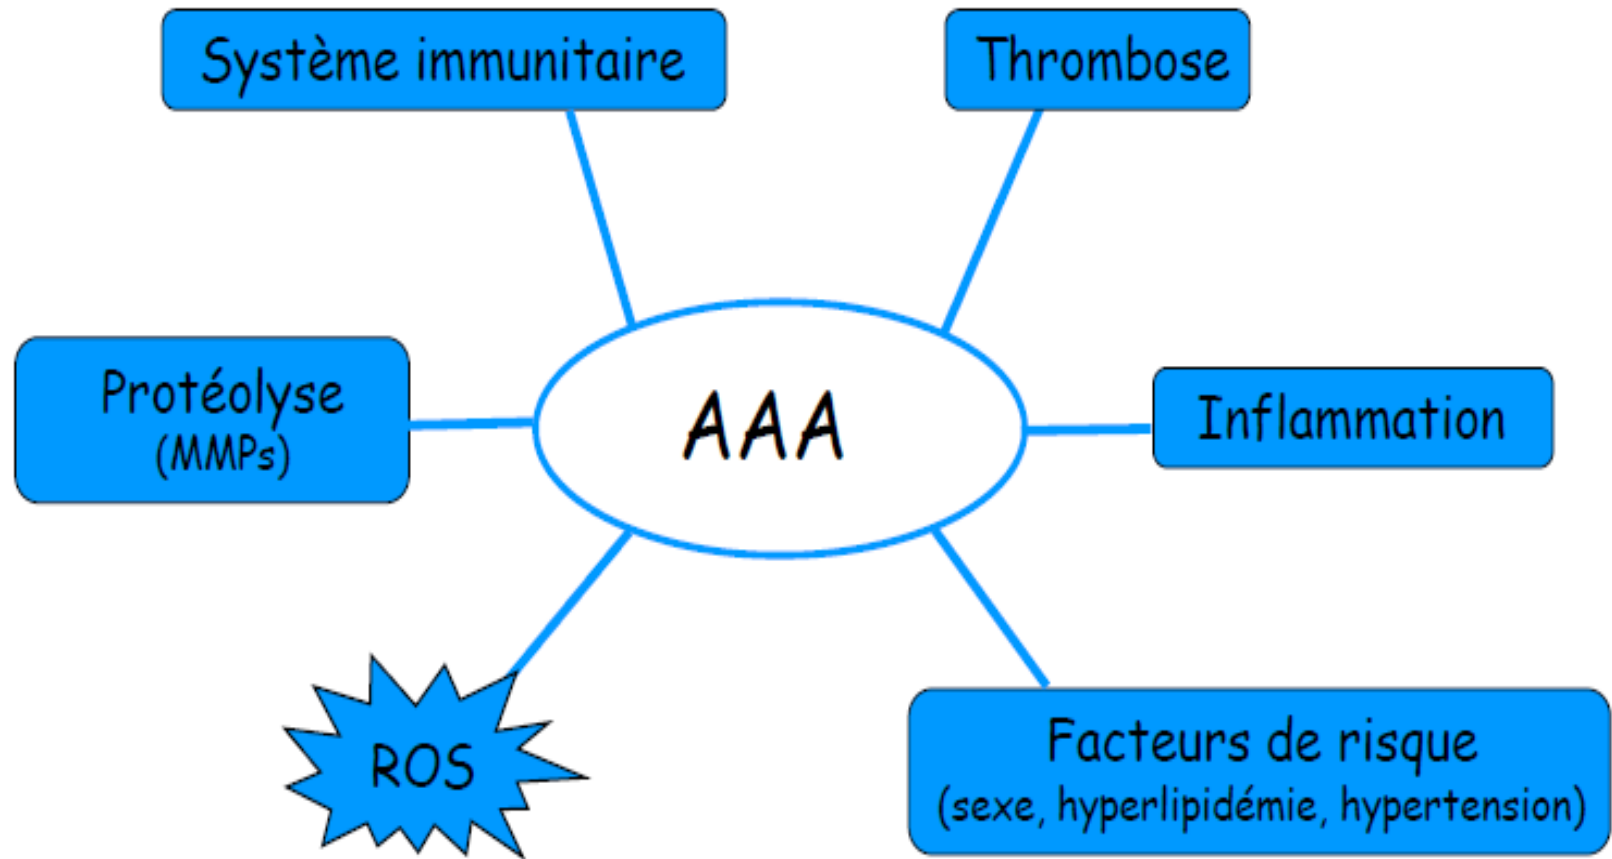 Système immunitaire
Thrombose
Protéolyse
(MMPs)
AAA
Inflammation
ROS
Facteurs de risque
(sexe, hyperlipidémie, hypertension)